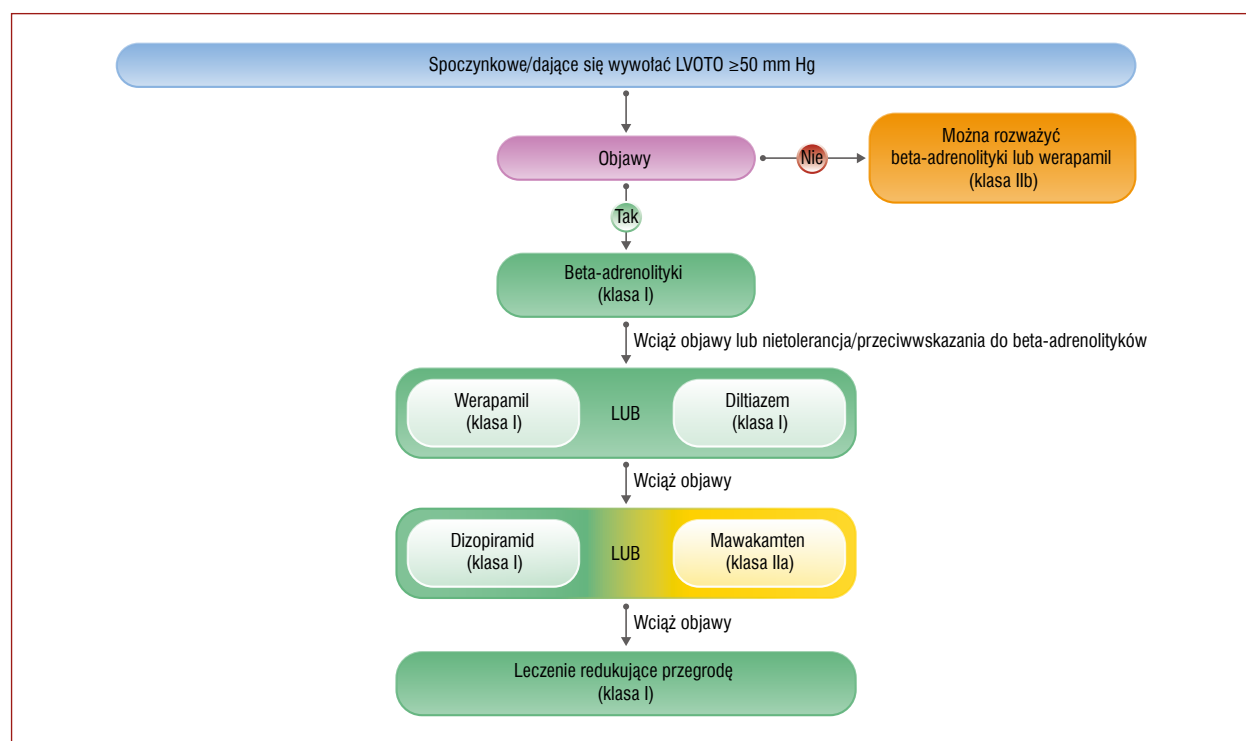 Spoczynkowe/dające się wywołać LVOTO ≥50 mm Hg
Objawy
Nie
Można rozważyć
beta-adrenolityki lub werapamil
(klasa IIb)
Tak
Beta-adrenolityki
(klasa I)
Wciąż objawy lub nietolerancja/przeciwwskazania do beta-adrenolityków
Werapamil
(klasa I)
LUB
Diltiazem
(klasa I)
Wciąż objawy
Dizopiramid
(klasa I)
LUB
Mawakamten
(klasa IIa)
Wciąż objawy
Leczenie redukujące przegrodę
(klasa I)